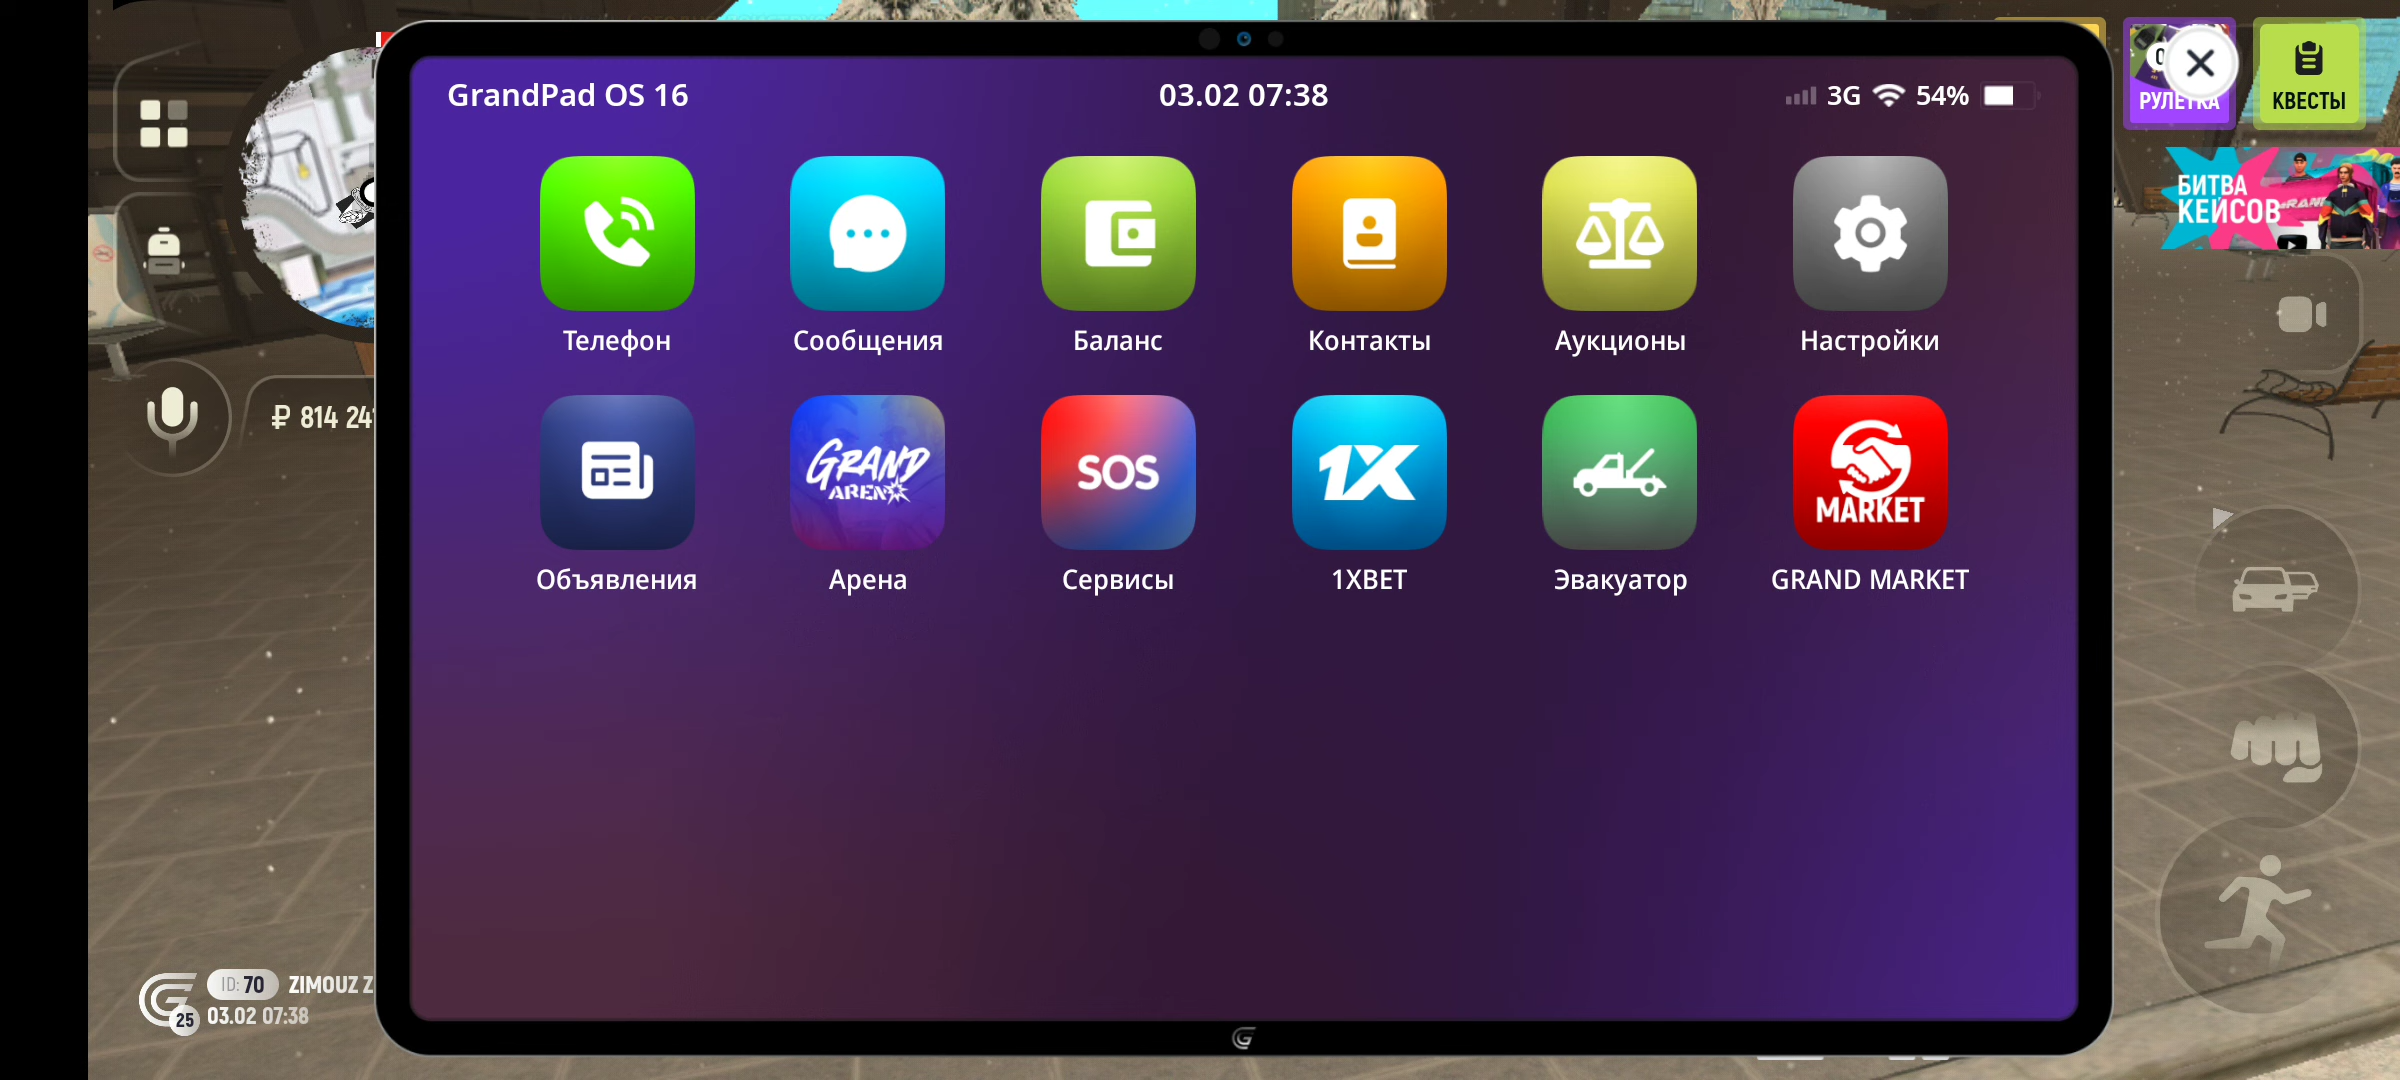 GrandPad OS 16
03.02 07:38
3G 54%
РУЛЕТКА
КВЕСТЫ
БИТВА
КЕЙСОВ
Телефон
Сообщения
Баланс
Контакты
Аукционы
Настройки
₽ 814 24
GRAND
ARENA
SOS
1X
MARKET
Объявления
Арена
Сервисы
1XBET
Эвакуатор
GRAND MARKET
ID: 70 ZIMOUZ Z
25 03.02 07:38